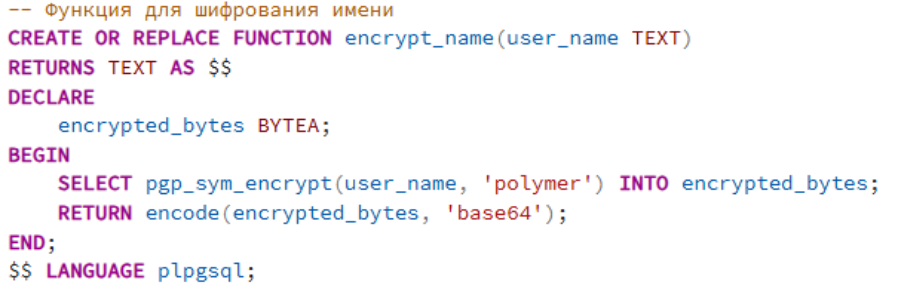 -- Функция для шифрования имени
CREATE OR REPLACE FUNCTION encrypt_name(user_name TEXT)
RETURNS TEXT AS $$
DECLARE
    encrypted_bytes BYTEA;
BEGIN
    SELECT pgp_sym_encrypt(user_name, 'polymer') INTO encrypted_bytes;
    RETURN encode(encrypted_bytes, 'base64');
END;
$$ LANGUAGE plpgsql;